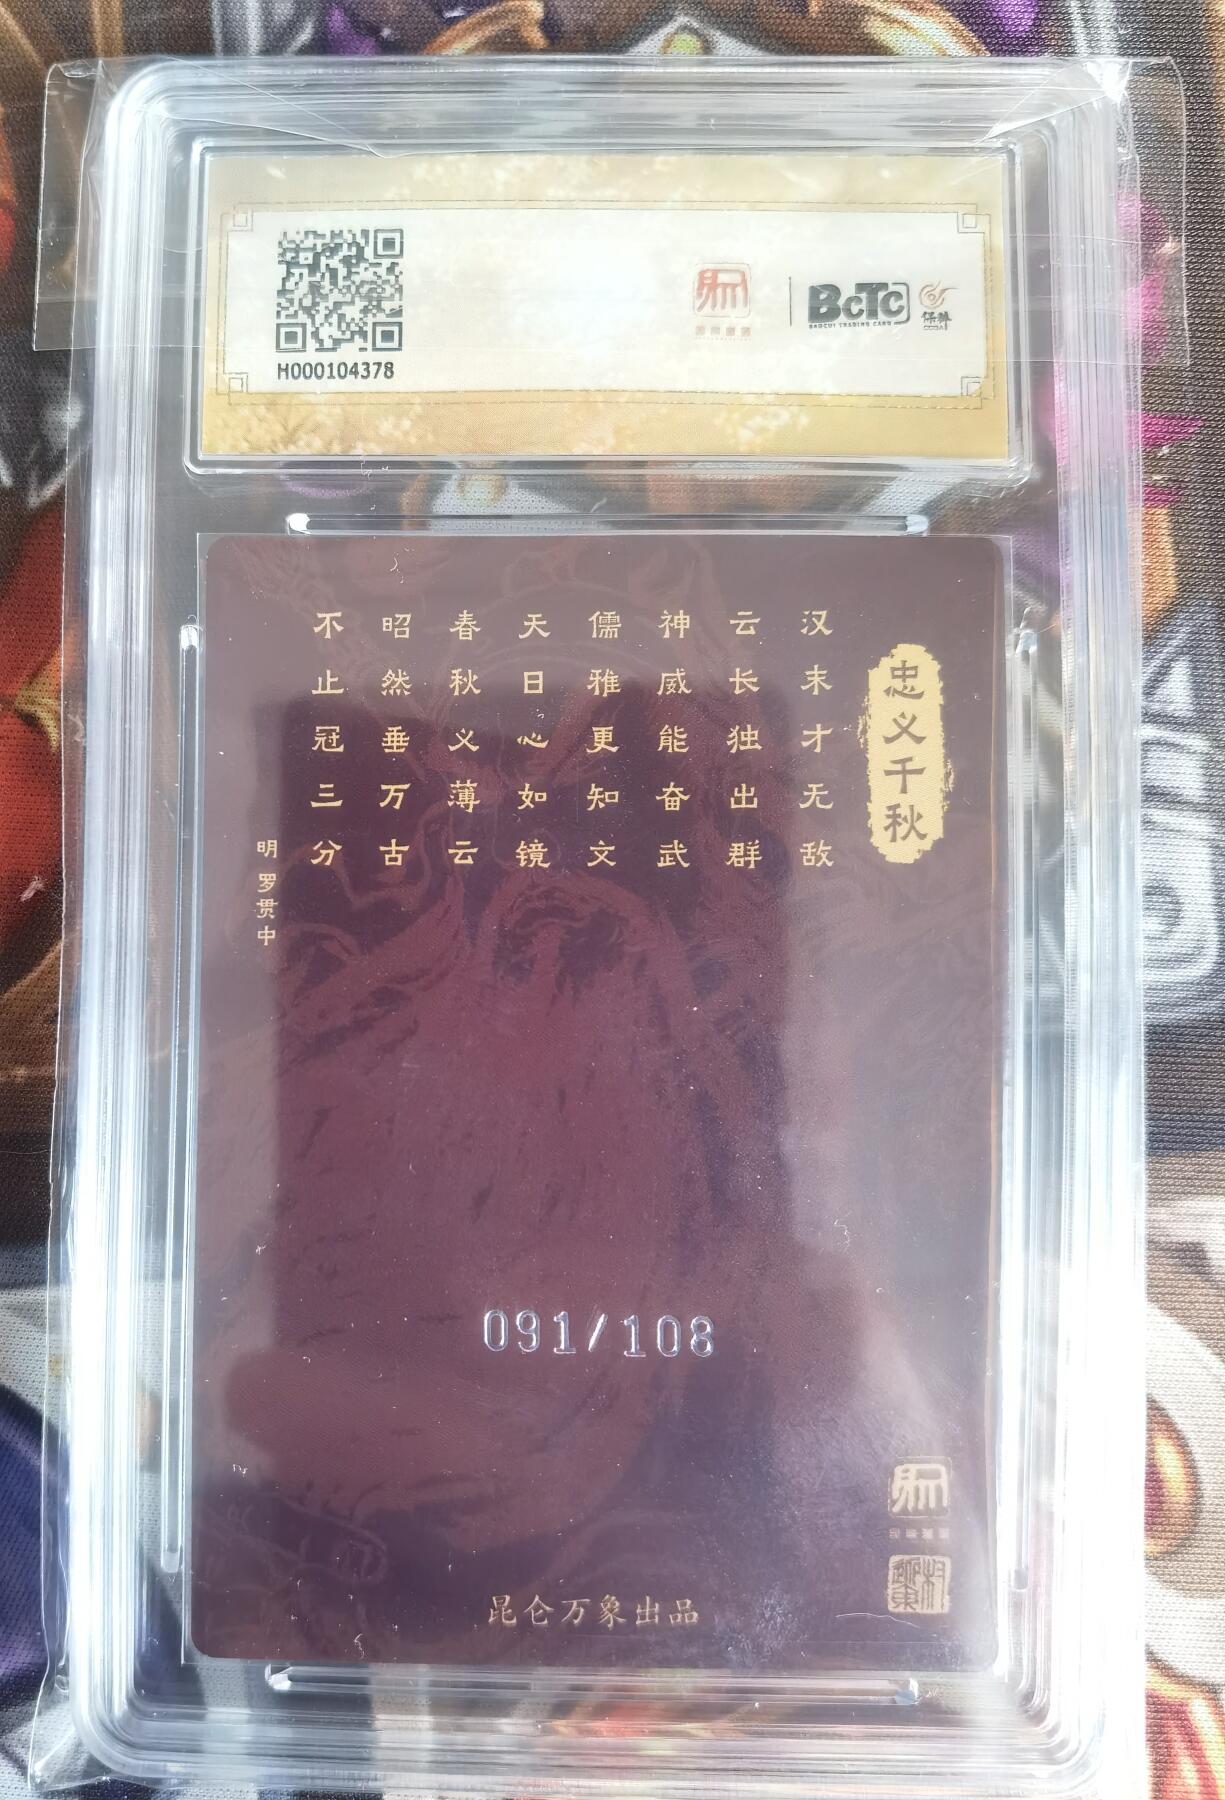 H000104378
BcTc
BAOCUI TRADING CARD
保粹
忠义千秋
汉末才无敌
云长独出群
神威能奋武
儒雅更知文
天日心如镜
春秋义薄云
昭然垂万古
不止冠三分
明 罗贯中
091/108
昆仑万象出品